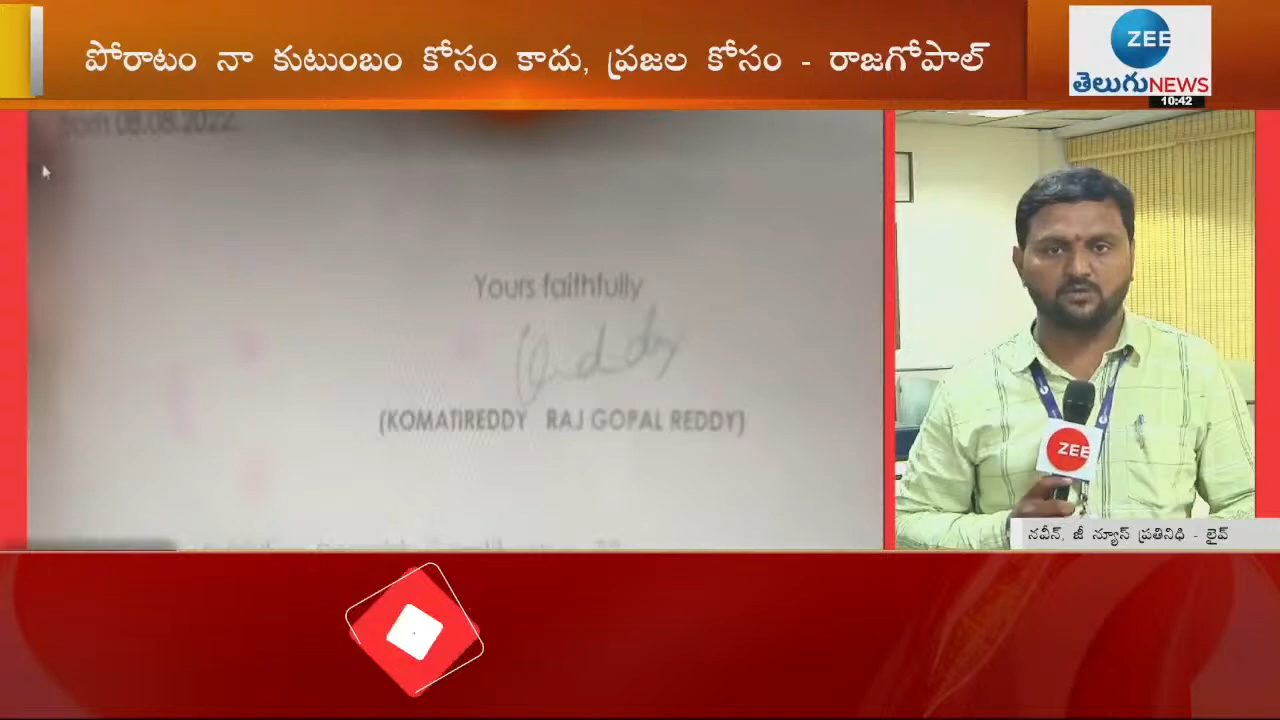 పోరాటం నా కుటుంబం కోసం కాదు, ప్రజల కోసం - రాజగోపాల్
ZEE
తెలుగు NEWS
10:42
from 08.08.2022
Yours faithfully
(KOMATIREDDY RAJ GOPAL REDDY)
ZEE
నవీన్, జీ న్యూస్ ప్రతినిధి - లైవ్